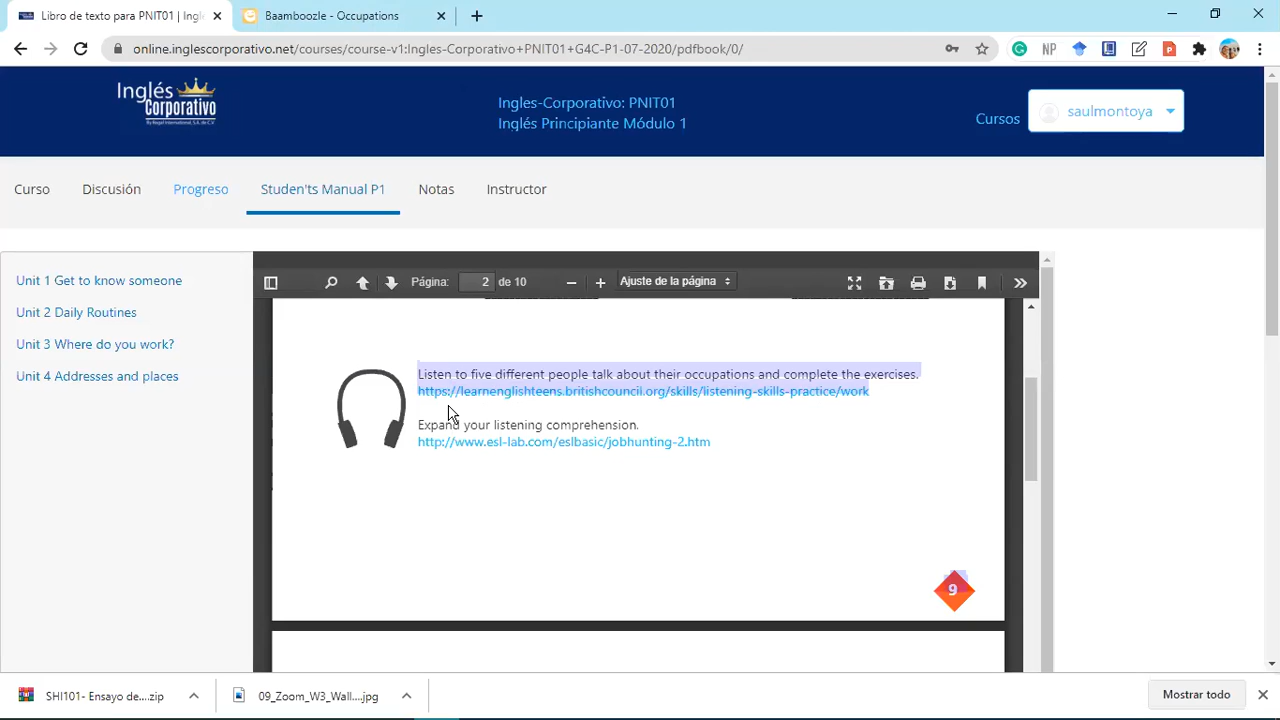 Libro de texto para PNIT01 | Ingl
Baamboozle - Occupations
online.inglescorporativo.net/courses/course-v1:Ingles-Corporativo+PNIT01+G4C-P1-07-2020/pdfbook/0/
NP
Inglés
Corporativo
By Regal International, S.A. de C.V.
Ingles-Corporativo: PNIT01
Inglés Principiante Módulo 1
Cursos
saulmontoya
Curso
Discusión
Progreso
Studen'ts Manual P1
Notas
Instructor
Unit 1 Get to know someone
Unit 2 Daily Routines
Unit 3 Where do you work?
Unit 4 Addresses and places
Página: 2 de 10
Ajuste de la página
Listen to five different people talk about their occupations and complete the exercises.
https://learnenglishteens.britishcouncil.org/skills/listening-skills-practice/work
Expand your listening comprehension.
http://www.esl-lab.com/eslbasic/jobhunting-2.htm
9
SHI101- Ensayo de....zip
09_Zoom_W3_Wall....jpg
Mostrar todo